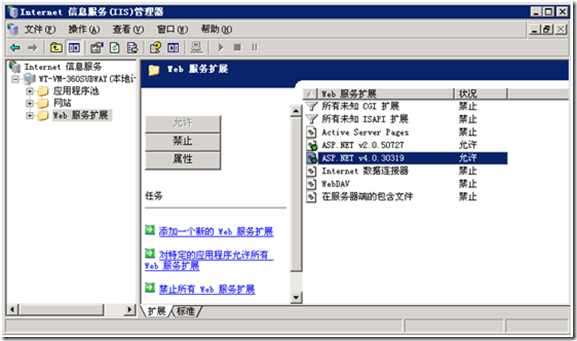 Internet 信息服务(IIS)管理器
文件(F) 操作(A) 查看(V) 窗口(W) 帮助(H)
Internet 信息服务
WT-VM-360SUBWAY(本地计
应用程序池
网站
Web 服务扩展
Web 服务扩展
允许
禁止
属性
任务
添加一个新的 Web 服务扩展
对特定的应用程序允许所有
Web 服务扩展
禁止所有 Web 服务扩展
Web 服务扩展 状况
所有未知 CGI 扩展 禁止
所有未知 ISAPI 扩展 禁止
Active Server Pages 禁止
ASP.NET v2.0.50727 允许
ASP.NET v4.0.30319 允许
Internet 数据连接器 禁止
WebDAV 禁止
在服务器端的包含文件 禁止
扩展 标准